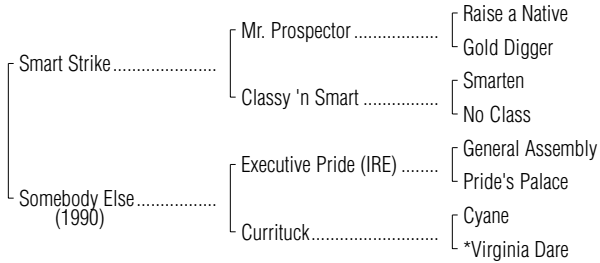 Raise a Native
Mr. Prospector ..................
Gold Digger
Smart Strike .....................
Smarten
Classy 'n Smart ................
No Class
General Assembly
Executive Pride (IRE) ........
Pride's Palace
Somebody Else .................
(1990)
Cyane
Currituck...........................
*Virginia Dare